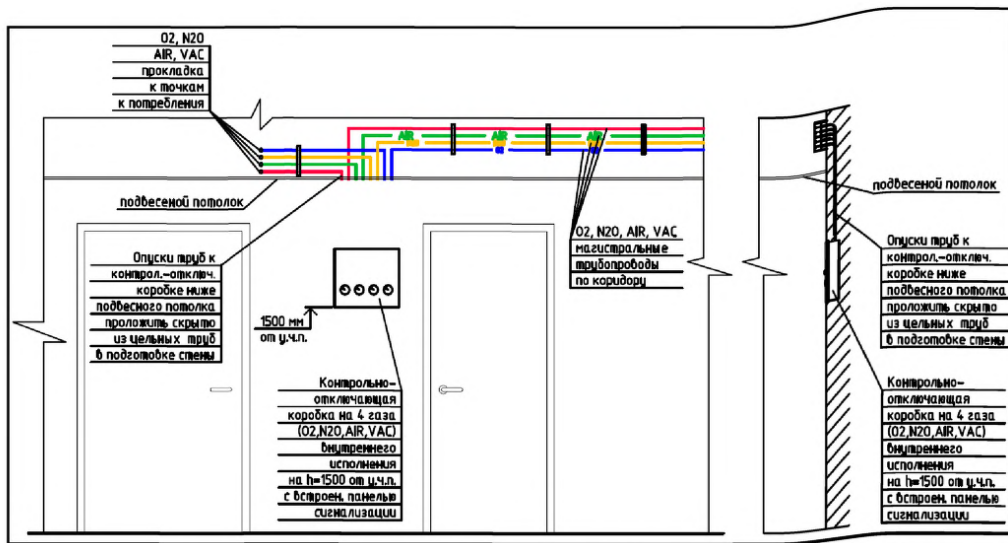 O2, N2O
AIR, VAC
прокладка
к точкам
к потребления
AIR
AIR
AIR
подвесеной потолок
подвесеной потолок
Опуски труб к
контрол.-отключ.
коробке ниже
подвесного потолка
проложить скрыто
из цельных труб
в подготовке стены
1500 мм
от у.ч.п.
O2, N2O, AIR, VAC
магистральные
трубопроводы
по коридору
Опуски труб к
контрол.-отключ.
коробке ниже
подвесного потолка
проложить скрыто
из цельных труб
в подготовке стены
Контрольно-
отключающая
коробка на 4 газа
(O2,N2O,AIR,VAC)
внутреннего
исполнения
на h=1500 от у.ч.п.
с встроен. панелью
сигнализации
Контрольно-
отключающая
коробка на 4 газа
(O2,N2O,AIR,VAC)
внутреннего
исполнения
на h=1500 от у.ч.п.
с встроен. панелью
сигнализации